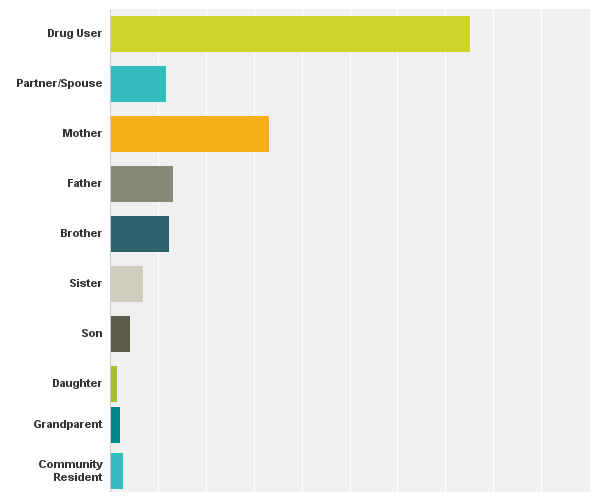 Drug User
Partner/Spouse
Mother
Father
Brother
Sister
Son
Daughter
Grandparent
Community
Resident